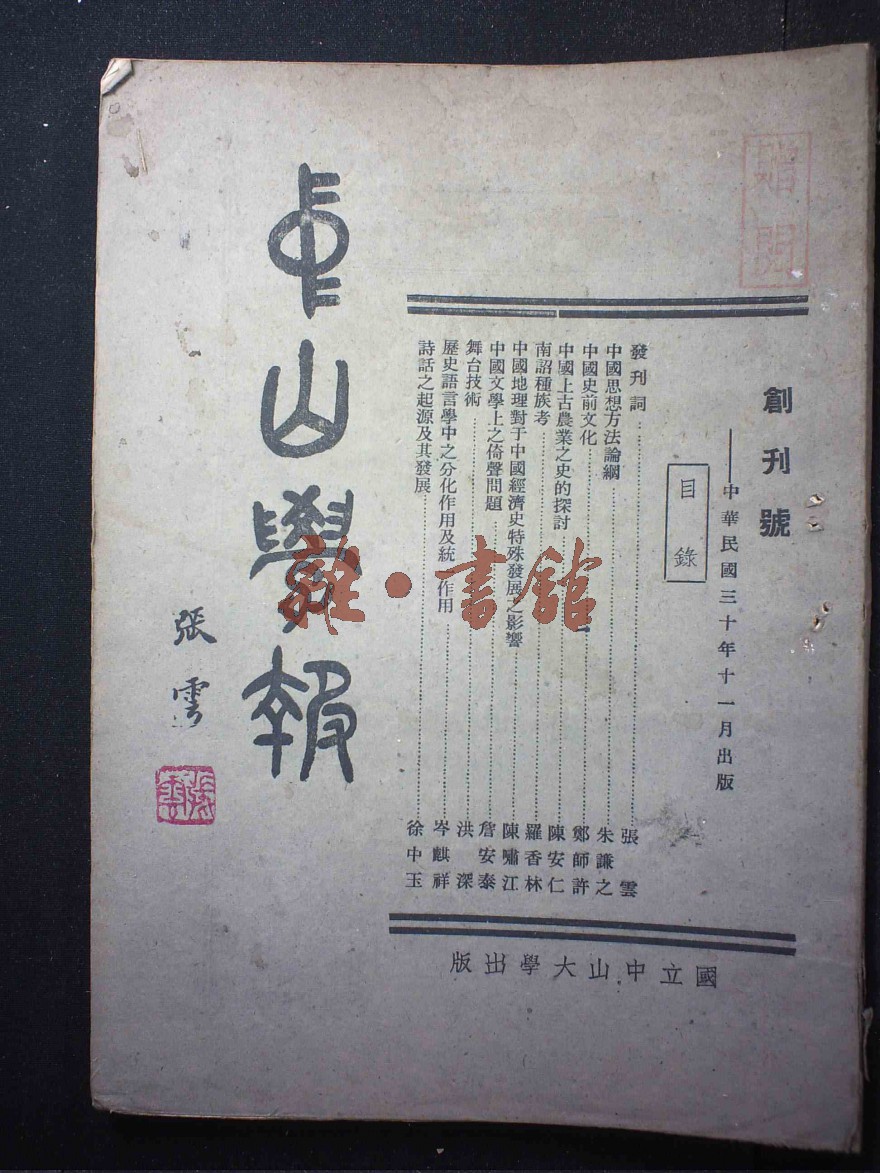 贈閱
創刊號
——中華民國三十年十一月出版
目錄
發刊詞……張雲
中國思想方法論綱……朱謙之
中國史前文化……鄭師許
中國上古農業之史的探討……陳安仁
南詔種族考……羅香林
中國地理對于中國經濟史特殊發展之影響……陳嘯江
中國文學上之倚聲問題……詹安泰
舞台技術……洪深
歷史語言學中之分化作用及統一作用……岑麒祥
詩話之起源及其發展……徐中玉
國立中山大學出版
中山學報
張雲
張雲
雜·書館